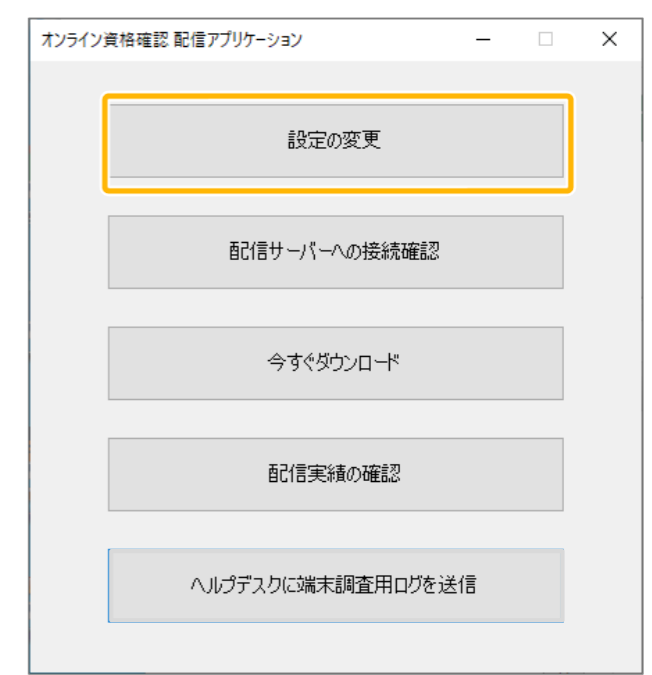 オンライン資格確認 配信アプリケーション
設定の変更
配信サーバーへの接続確認
今すぐダウンロード
配信実績の確認
ヘルプデスクに端末調査用ログを送信